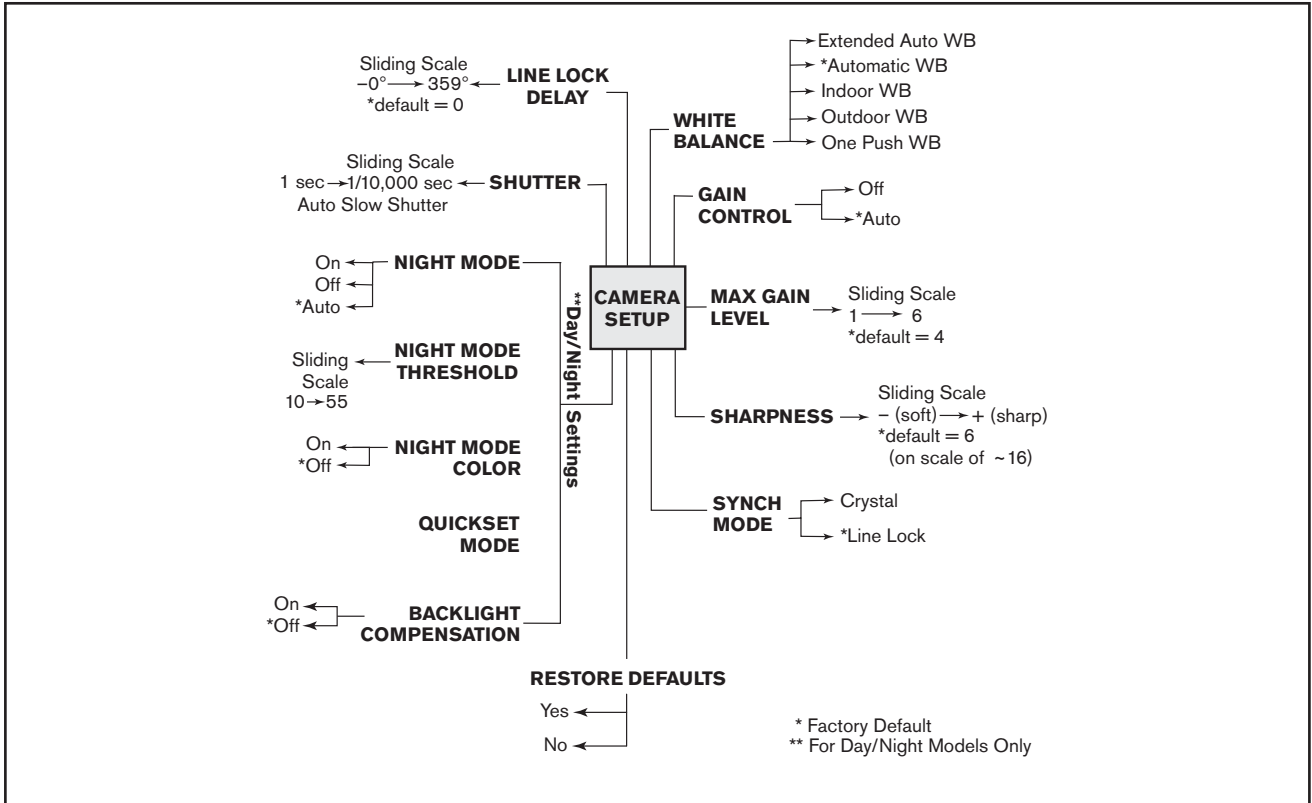 Sliding Scale
–0° 359°
*default = 0
LINE LOCK
DELAY
Sliding Scale
1 sec 1/10,000 sec
Auto Slow Shutter
SHUTTER
On
Off
*Auto
NIGHT MODE
Sliding
Scale
10 55
NIGHT MODE
THRESHOLD
On
*Off
NIGHT MODE
COLOR
QUICKSET
MODE
On
*Off
BACKLIGHT
COMPENSATION
**Day/Night Settings
CAMERA
SETUP
WHITE
BALANCE
Extended Auto WB
*Automatic WB
Indoor WB
Outdoor WB
One Push WB
GAIN
CONTROL
Off
*Auto
MAX GAIN
LEVEL
Sliding Scale
1 6
*default = 4
SHARPNESS
Sliding Scale
– (soft) + (sharp)
*default = 6
(on scale of ~16)
SYNCH
MODE
Crystal
*Line Lock
RESTORE DEFAULTS
Yes
No
* Factory Default
** For Day/Night Models Only